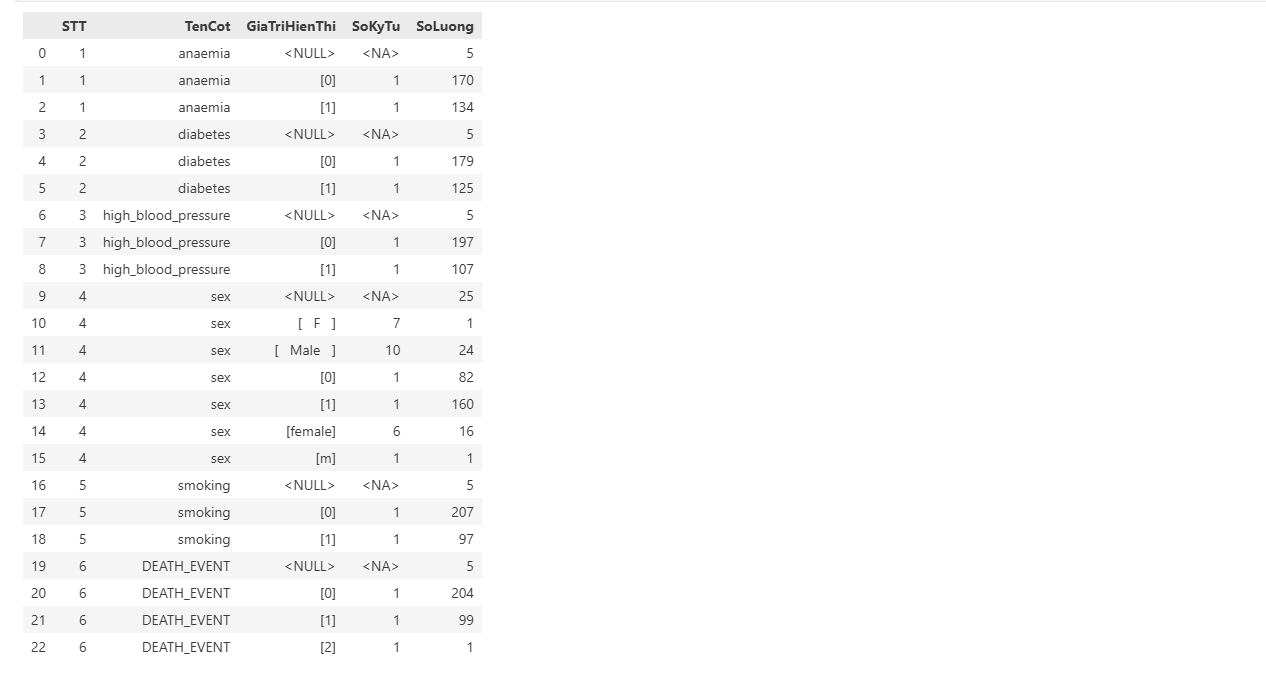 STT TenCot GiaTriHienThi SoKyTu SoLuong
0 1 anaemia <NULL> <NA> 5
1 1 anaemia [0] 1 170
2 1 anaemia [1] 1 134
3 2 diabetes <NULL> <NA> 5
4 2 diabetes [0] 1 179
5 2 diabetes [1] 1 125
6 3 high_blood_pressure <NULL> <NA> 5
7 3 high_blood_pressure [0] 1 197
8 3 high_blood_pressure [1] 1 107
9 4 sex <NULL> <NA> 25
10 4 sex [   F   ] 7 1
11 4 sex [   Male   ] 10 24
12 4 sex [0] 1 82
13 4 sex [1] 1 160
14 4 sex [female] 6 16
15 4 sex [m] 1 1
16 5 smoking <NULL> <NA> 5
17 5 smoking [0] 1 207
18 5 smoking [1] 1 97
19 6 DEATH_EVENT <NULL> <NA> 5
20 6 DEATH_EVENT [0] 1 204
21 6 DEATH_EVENT [1] 1 99
22 6 DEATH_EVENT [2] 1 1